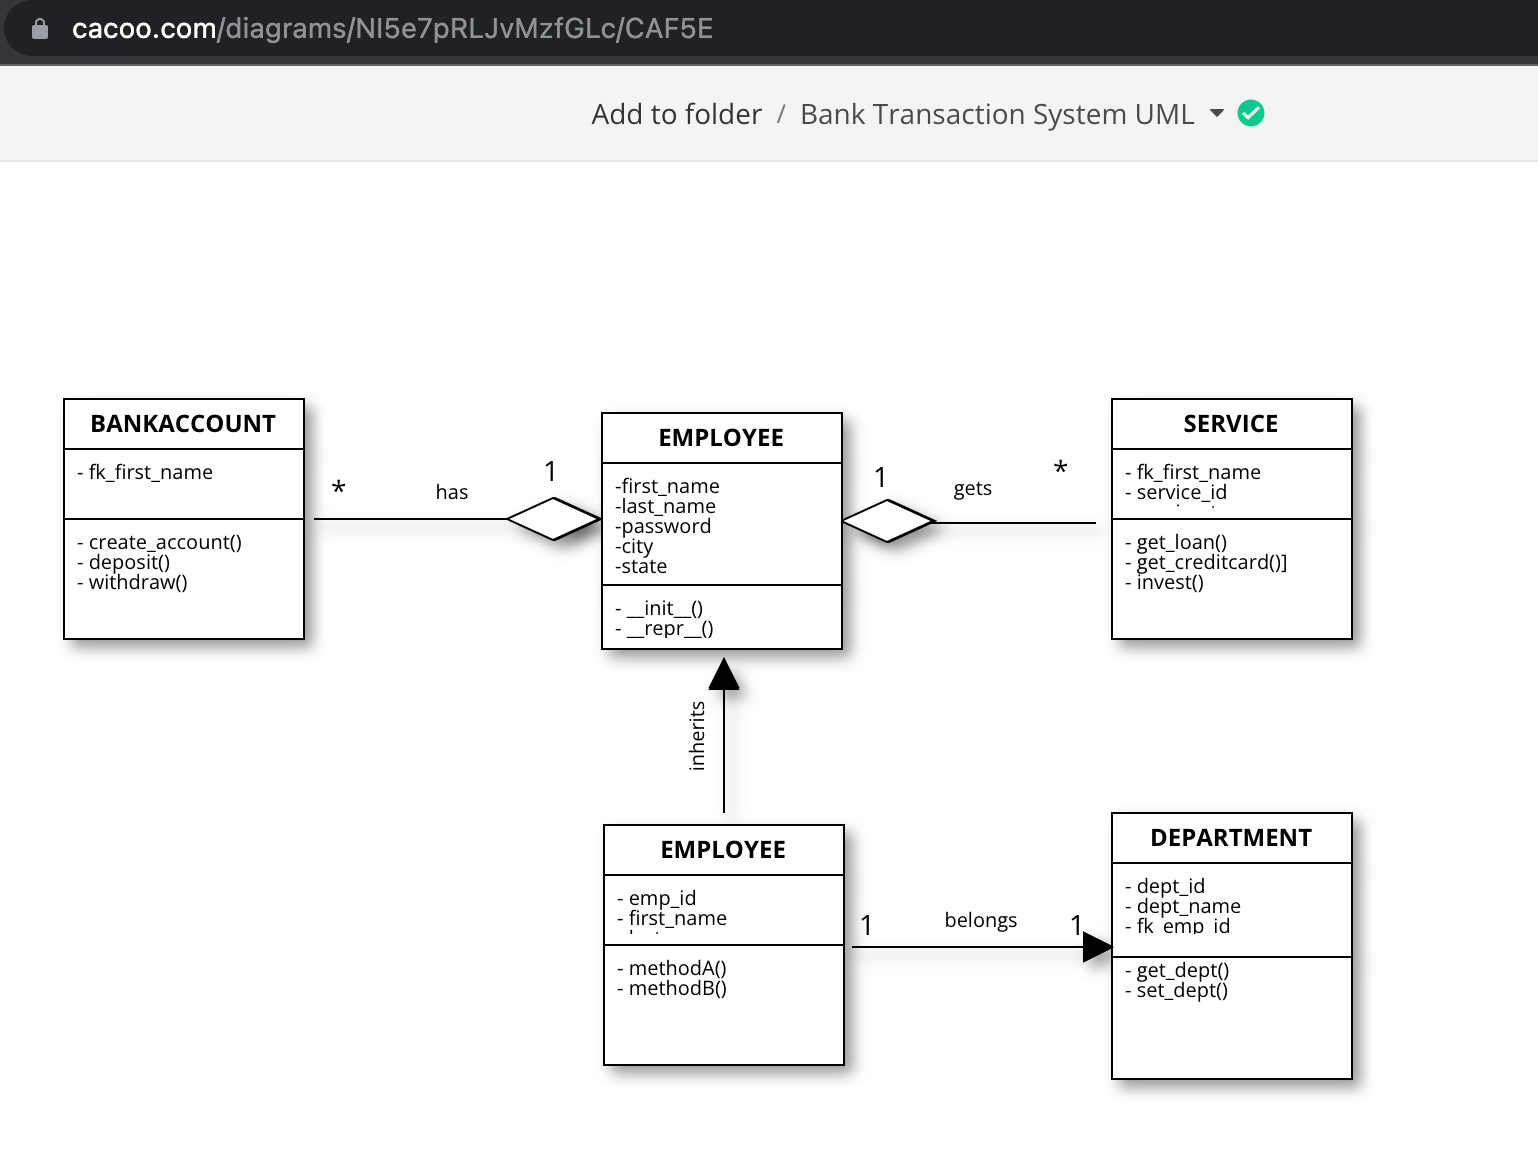 cacoo.com/diagrams/NI5e7pRLJvMzfGLc/CAF5E
Add to folder / Bank Transaction System UML
BANKACCOUNT
- fk_first_name
- create_account()
- deposit()
- withdraw()
*
has
1
EMPLOYEE
-first_name
-last_name
-password
-city
-state
- __init__()
- __repr__()
1
gets
*
SERVICE
- fk_first_name
- service_id
- get_loan()
- get_creditcard()]
- invest()
inherits
EMPLOYEE
- emp_id
- first_name
- methodA()
- methodB()
1
belongs
1
DEPARTMENT
- dept_id
- dept_name
- fk_emp_id
- get_dept()
- set_dept()